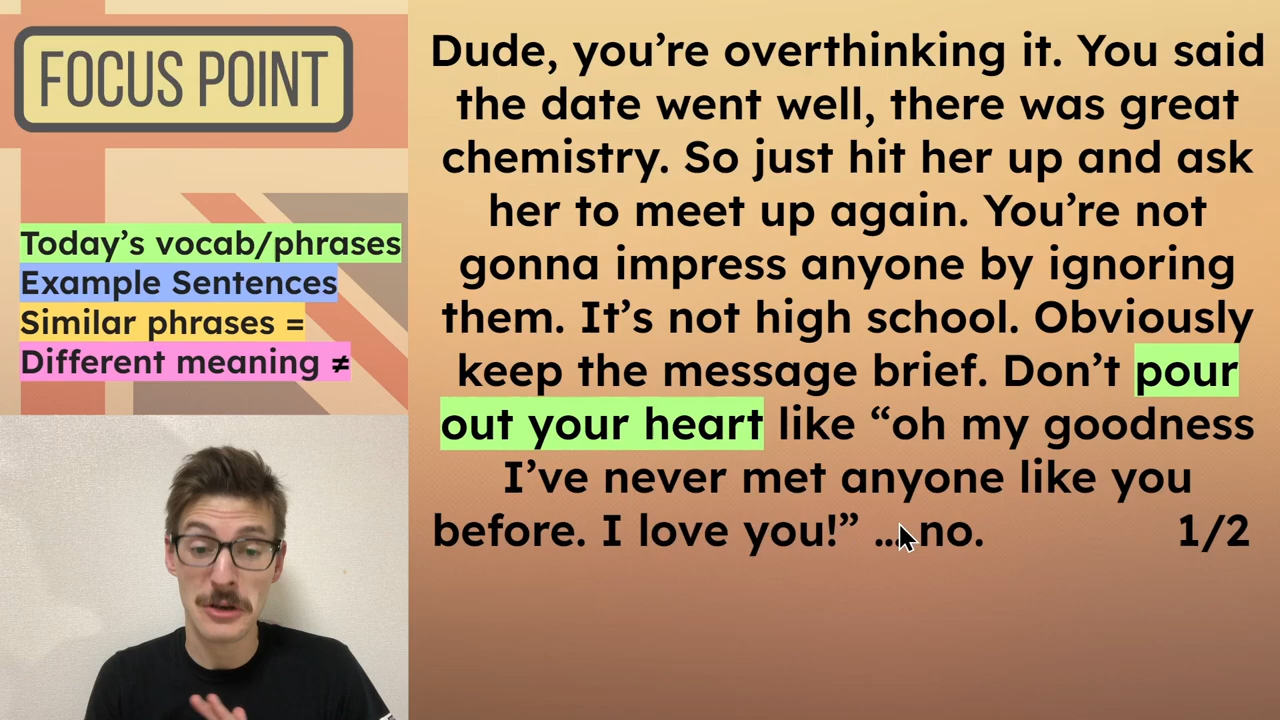 FOCUS POINT
Today's vocab/phrases
Example Sentences
Similar phrases =
Different meaning ≠
Dude, you're overthinking it. You said
the date went well, there was great
chemistry. So just hit her up and ask
her to meet up again. You're not
gonna impress anyone by ignoring
them. It's not high school. Obviously
keep the message brief. Don't pour
out your heart like “oh my goodness
I've never met anyone like you
before. I love you!” ...no.
1/2